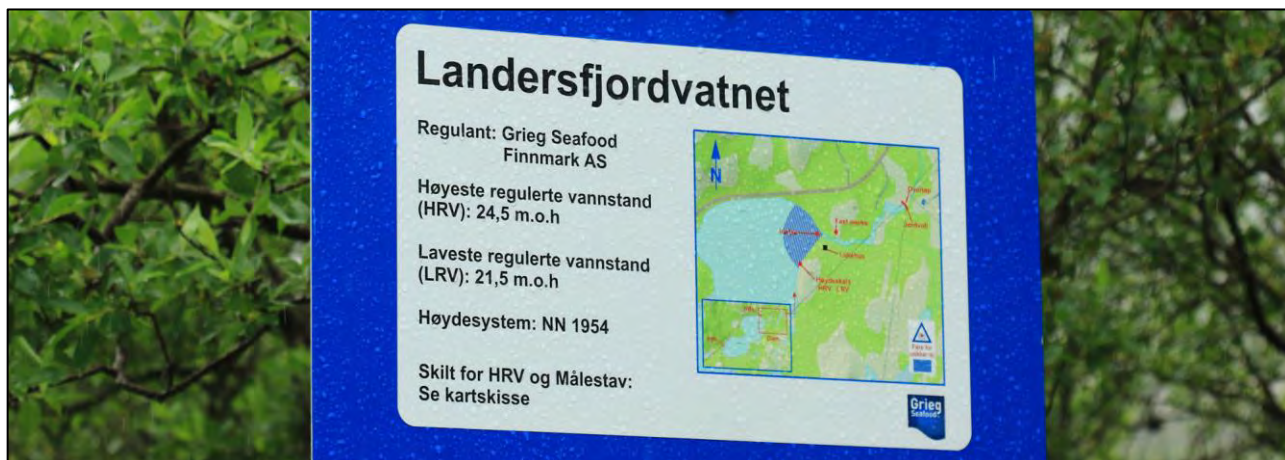 Landersfjordvatnet
Regulant: Grieg Seafood
Finnmark AS
Høyeste regulerte vannstand
(HRV): 24,5 m.o.h
Laveste regulerte vannstand
(LRV): 21,5 m.o.h
Høydesystem: NN 1954
Skilt for HRV og Målestav:
Se kartskisse
N
Grieg
Seafood